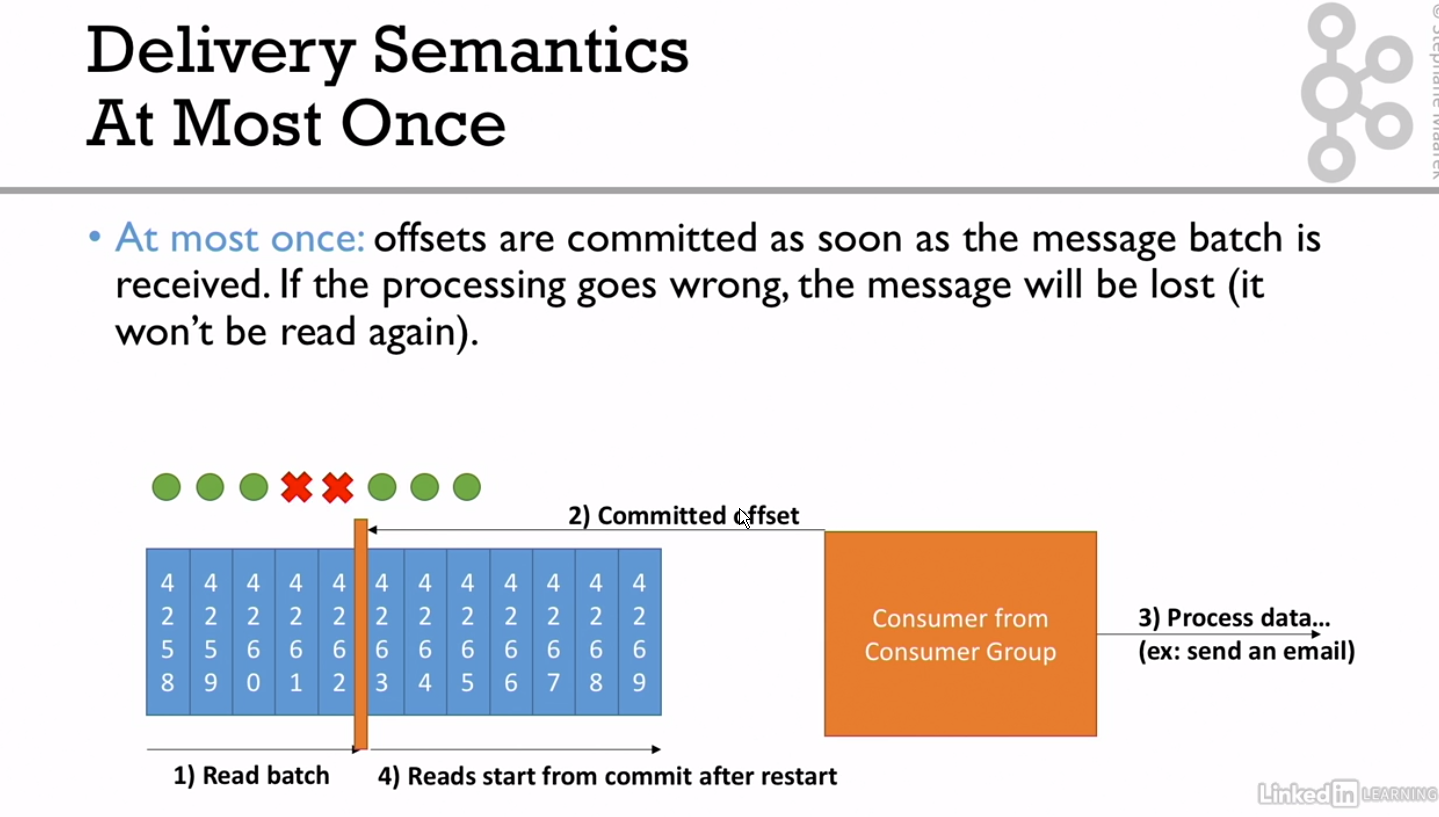 Delivery Semantics
At Most Once
© Stephane Maarek
• At most once: offsets are committed as soon as the message batch is
received. If the processing goes wrong, the message will be lost (it
won’t be read again).
2) Committed offset
4258 4259 4260 4261 4262 4263 4264 4265 4266 4267 4268 4269
Consumer from
Consumer Group
3) Process data...
(ex: send an email)
1) Read batch
4) Reads start from commit after restart
LinkedIn LEARNING